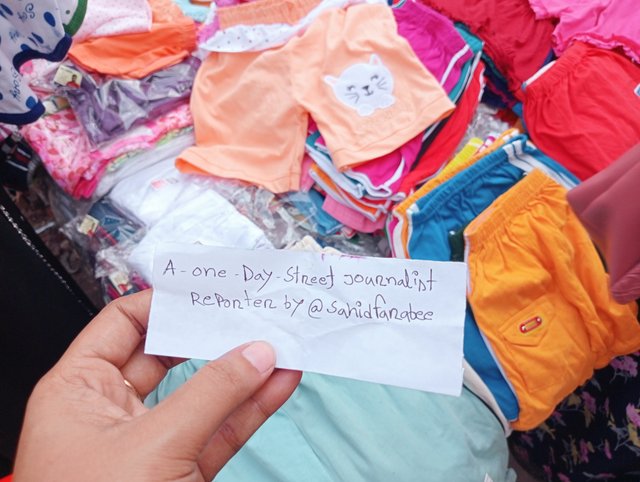 A-one-Day-Street Journalist
Reporter by @sahidfarabee